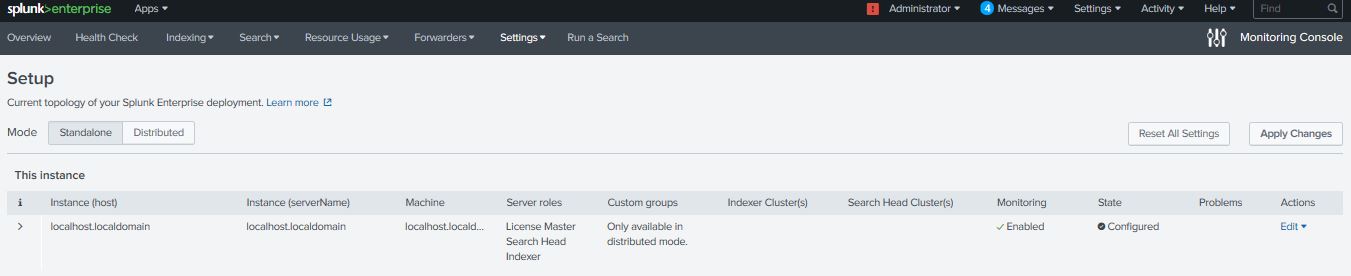 splunk>enterprise Apps Administrator 4 Messages Settings Activity Help Find
Overview Health Check Indexing Search Resource Usage Forwarders Settings Run a Search Monitoring Console
Setup
Current topology of your Splunk Enterprise deployment. Learn more
Mode Standalone Distributed Reset All Settings Apply Changes
This instance
i Instance (host) Instance (serverName) Machine Server roles Custom groups Indexer Cluster(s) Search Head Cluster(s) Monitoring State Problems Actions
localhost.localdomain localhost.localdomain localhost.locald... License Master Only available in Enabled Configured Edit
Search Head distributed mode.
Indexer